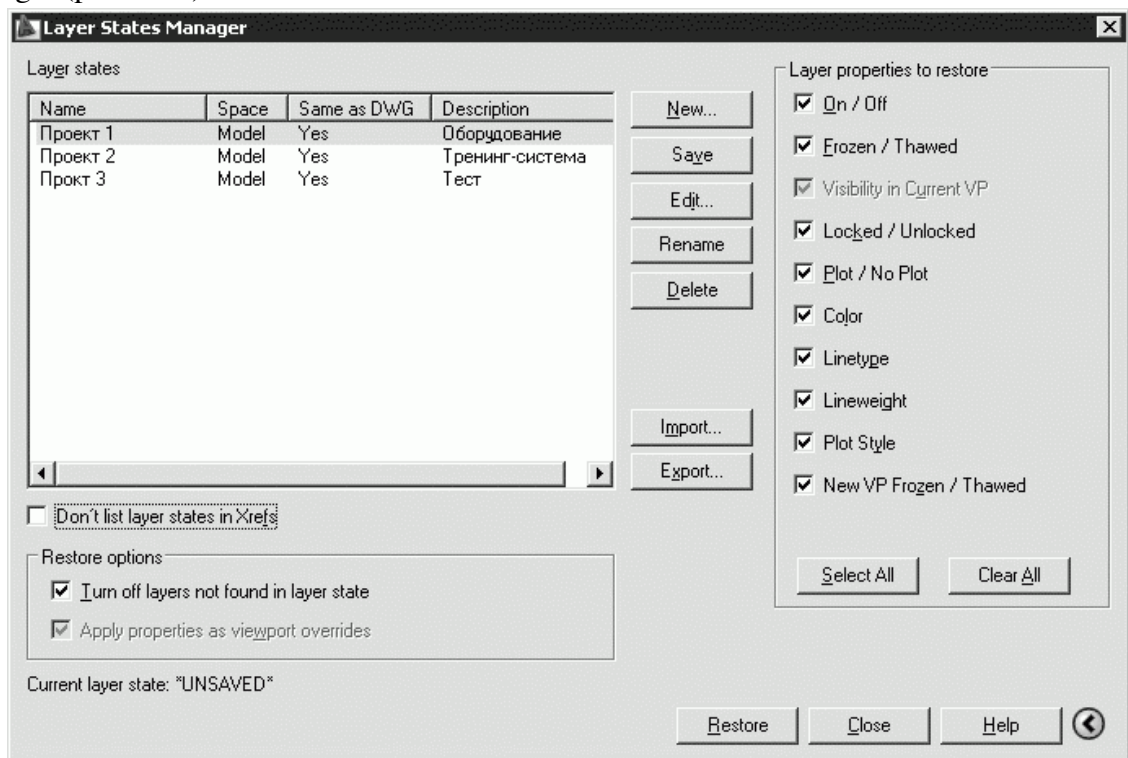 Layer States Manager
Layer states
Name Space Same as DWG Description
Проект 1 Model Yes Оборудование
Проект 2 Model Yes Тренинг-система
Прокт 3 Model Yes Тест
New...
Save
Edit...
Rename
Delete
Import...
Export...
Don't list layer states in Xrefs
Restore options
Turn off layers not found in layer state
Apply properties as viewport overrides
Current layer state: "UNSAVED"
Layer properties to restore
On / Off
Frozen / Thawed
Visibility in Current VP
Locked / Unlocked
Plot / No Plot
Color
Linetype
Lineweight
Plot Style
New VP Frozen / Thawed
Select All Clear All
Restore Close Help